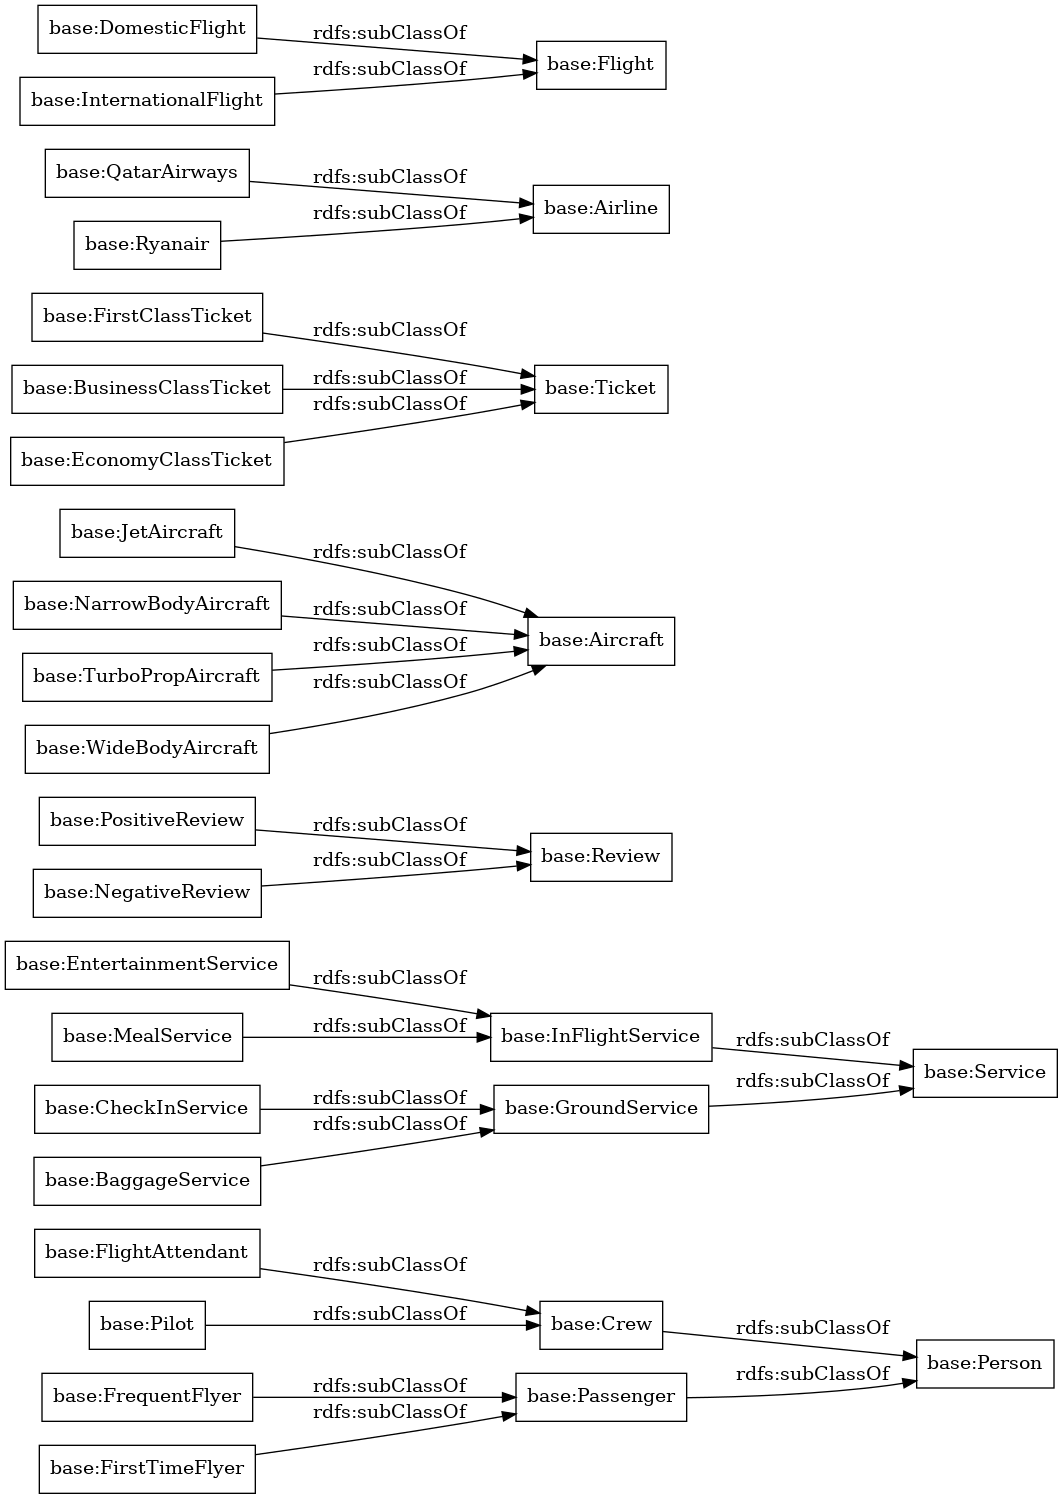 base:DomesticFlight
rdfs:subClassOf
base:Flight
rdfs:subClassOf
base:InternationalFlight
base:QatarAirways
rdfs:subClassOf
base:Airline
rdfs:subClassOf
base:Ryanair
base:FirstClassTicket
rdfs:subClassOf
base:BusinessClassTicket
rdfs:subClassOf
base:Ticket
rdfs:subClassOf
base:EconomyClassTicket
base:JetAircraft
rdfs:subClassOf
base:NarrowBodyAircraft
rdfs:subClassOf
base:Aircraft
rdfs:subClassOf
base:TurboPropAircraft
rdfs:subClassOf
base:WideBodyAircraft
base:PositiveReview
rdfs:subClassOf
base:Review
rdfs:subClassOf
base:NegativeReview
base:EntertainmentService
rdfs:subClassOf
base:MealService
rdfs:subClassOf
base:InFlightService
rdfs:subClassOf
base:Service
rdfs:subClassOf
base:CheckInService
rdfs:subClassOf
base:GroundService
rdfs:subClassOf
base:BaggageService
base:FlightAttendant
rdfs:subClassOf
base:Pilot
rdfs:subClassOf
base:Crew
rdfs:subClassOf
base:Person
rdfs:subClassOf
base:FrequentFlyer
rdfs:subClassOf
base:Passenger
rdfs:subClassOf
base:FirstTimeFlyer